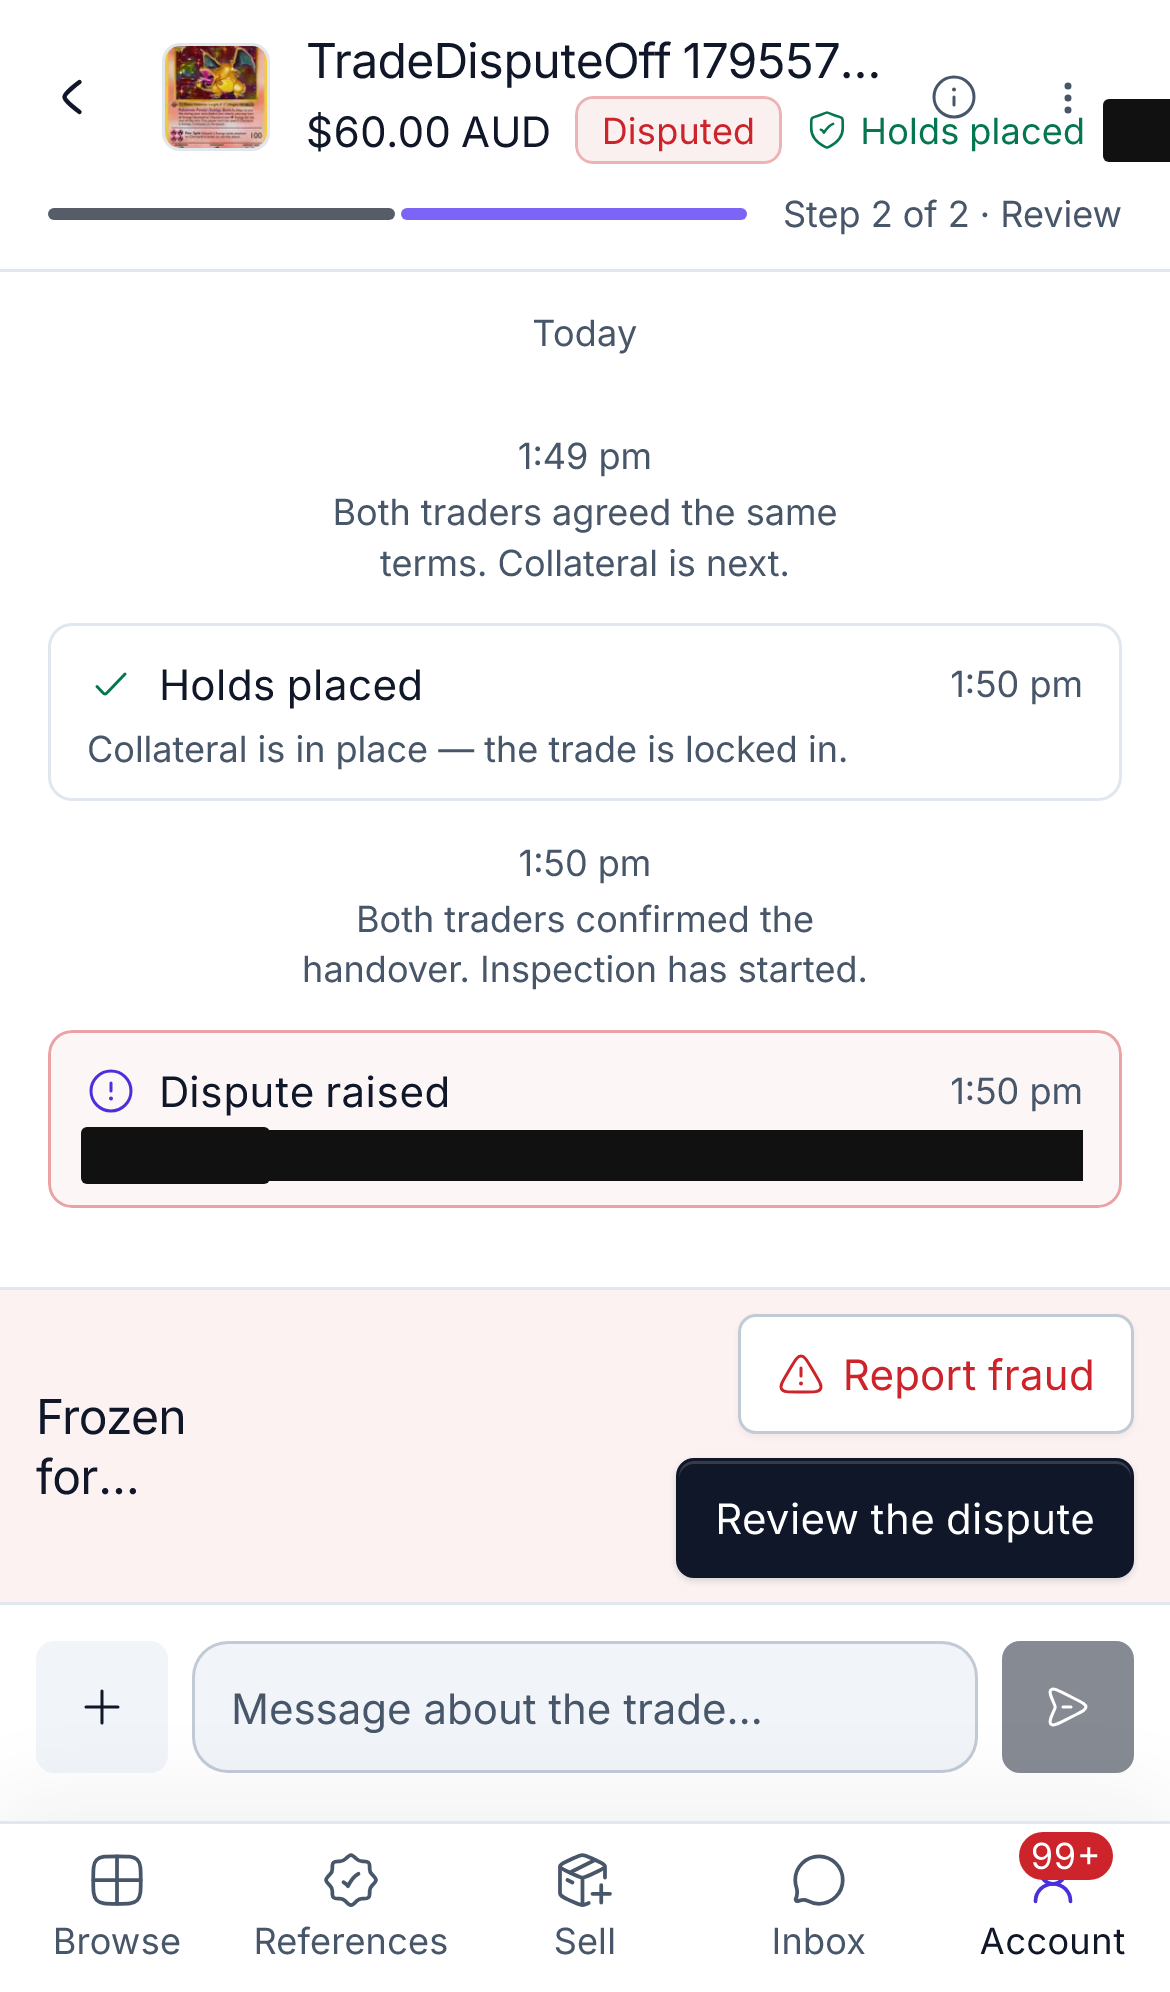 TradeDisputeOff 179557...
$60.00 AUD Disputed Holds placed
Step 2 of 2 · Review
Today
1:49 pm
Both traders agreed the same
terms. Collateral is next.
Holds placed 1:50 pm
Collateral is in place — the trade is locked in.
1:50 pm
Both traders confirmed the
handover. Inspection has started.
Dispute raised 1:50 pm
Report fraud
Frozen
for...
Review the dispute
Message about the trade...
99+
Browse References Sell Inbox Account